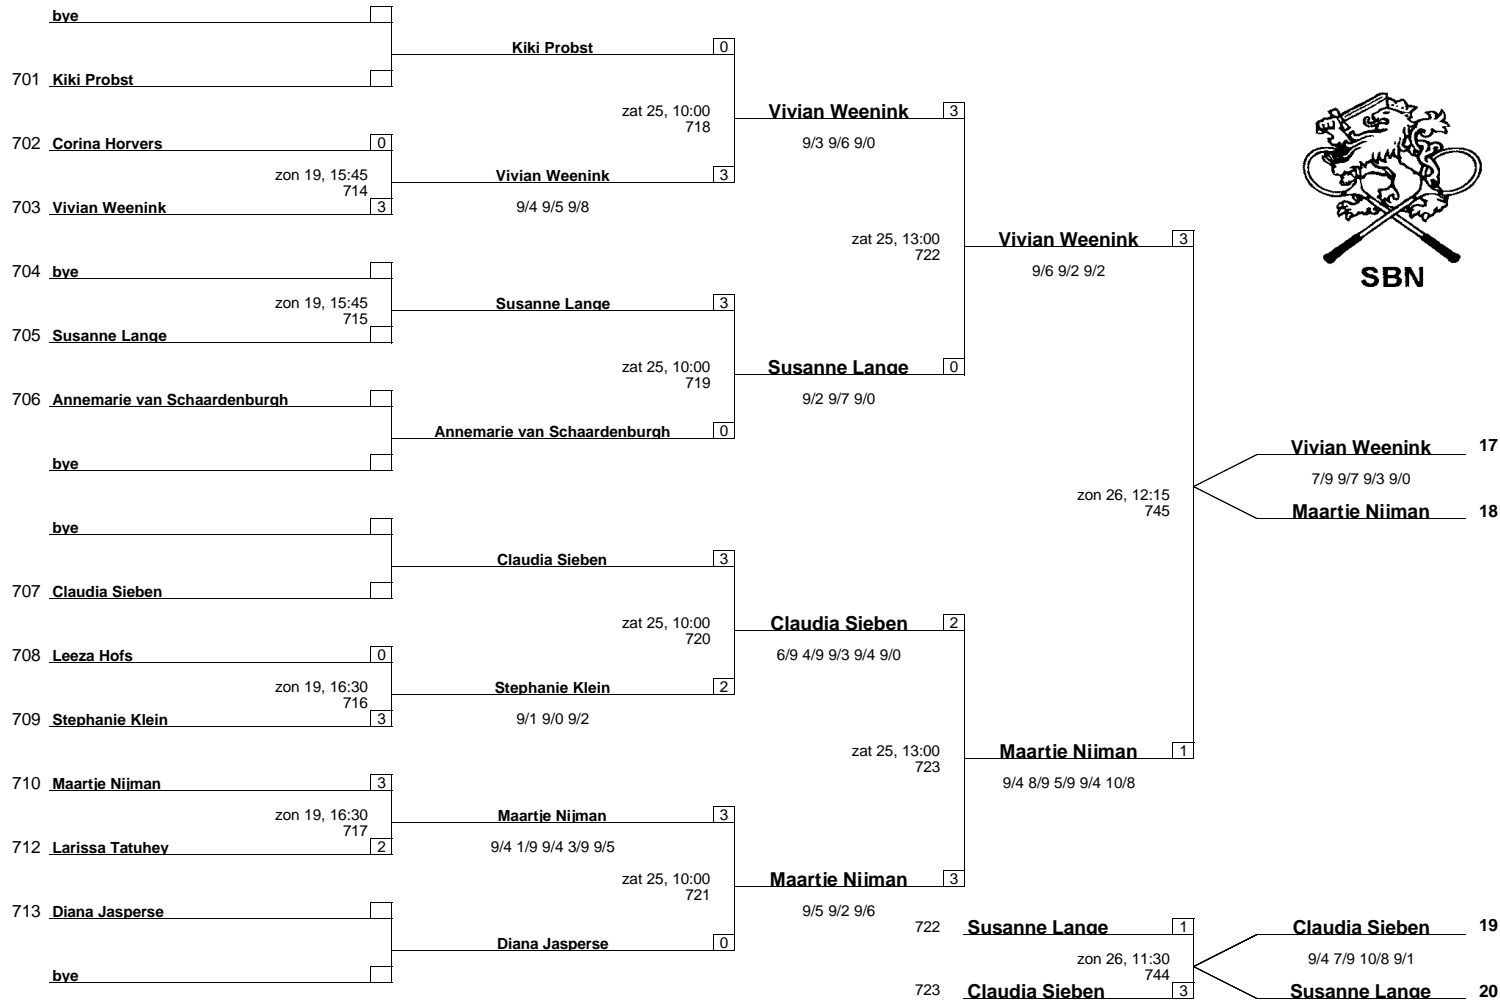 bye
Kiki Probst 0
701 Kiki Probst
zat 25, 10:00
718
Vivian Weenink 3
9/3 9/6 9/0
702 Corina Horvers 0
zon 19, 15:45
714
Vivian Weenink 3
9/4 9/5 9/8
703 Vivian Weenink 3
zat 25, 13:00
722
Vivian Weenink 3
9/6 9/2 9/2
SBN
704 bye
zon 19, 15:45
715
Susanne Lange 3
705 Susanne Lange
zat 25, 10:00
719
Susanne Lange 0
9/2 9/7 9/0
706 Annemarie van Schaardenburgh
Annemarie van Schaardenburgh 0
bye
Vivian Weenink 17
7/9 9/7 9/3 9/0
zon 26, 12:15
745
Maartje Nijman 18
bye
Claudia Sieben 3
707 Claudia Sieben
zat 25, 10:00
720
Claudia Sieben 2
6/9 4/9 9/3 9/4 9/0
708 Leeza Hofs 0
zon 19, 16:30
716
Stephanie Klein 2
9/1 9/0 9/2
709 Stephanie Klein 3
zat 25, 13:00
723
Maartje Nijman 1
9/4 8/9 5/9 9/4 10/8
710 Maartje Nijman 3
zon 19, 16:30
717
Maartje Nijman 3
9/4 1/9 9/4 3/9 9/5
712 Larissa Tatuhey 2
zat 25, 10:00
721
Maartje Nijman 3
9/5 9/2 9/6
713 Diana Jasperse
Diana Jasperse 0
bye
722 Susanne Lange 1
zon 26, 11:30
744
Claudia Sieben 19
9/4 7/9 10/8 9/1
723 Claudia Sieben 3
Susanne Lange 20